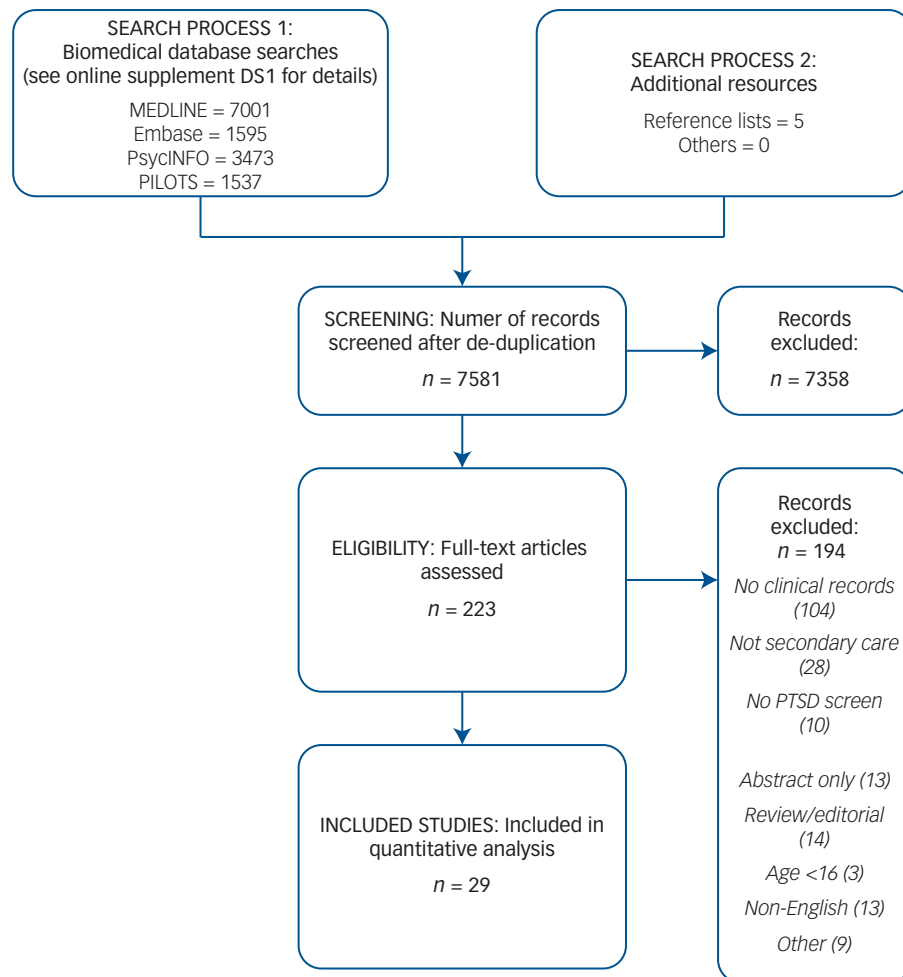 SEARCH PROCESS 1:
Biomedical database searches
(see online supplement DS1 for details)
MEDLINE = 7001
Embase = 1595
PsycINFO = 3473
PILOTS = 1537
SEARCH PROCESS 2:
Additional resources
Reference lists = 5
Others = 0
SCREENING: Numer of records
screened after de-duplication
n = 7581
Records
excluded:
n = 7358
ELIGIBILITY: Full-text articles
assessed
n = 223
Records
excluded:
n = 194
No clinical records
(104)
Not secondary care
(28)
No PTSD screen
(10)
Abstract only (13)
Review/editorial
(14)
Age <16 (3)
Non-English (13)
Other (9)
INCLUDED STUDIES: Included in
quantitative analysis
n = 29